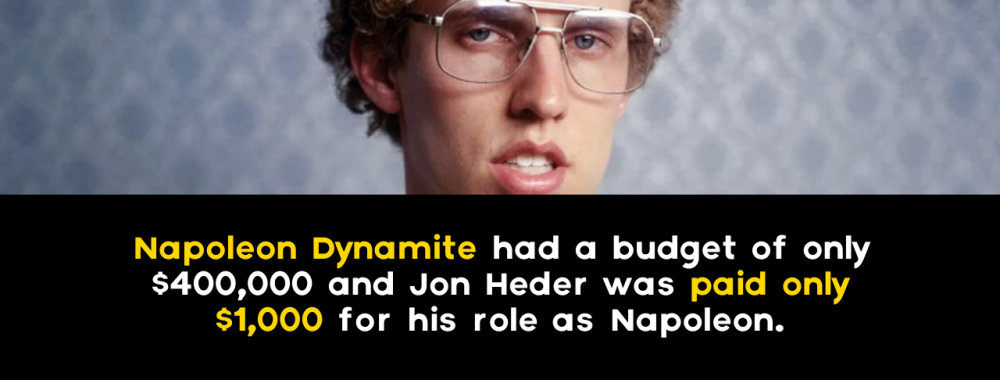 Napoleon Dynamite had a budget of only
$400,000 and Jon Heder was paid only
$1,000 for his role as Napoleon.